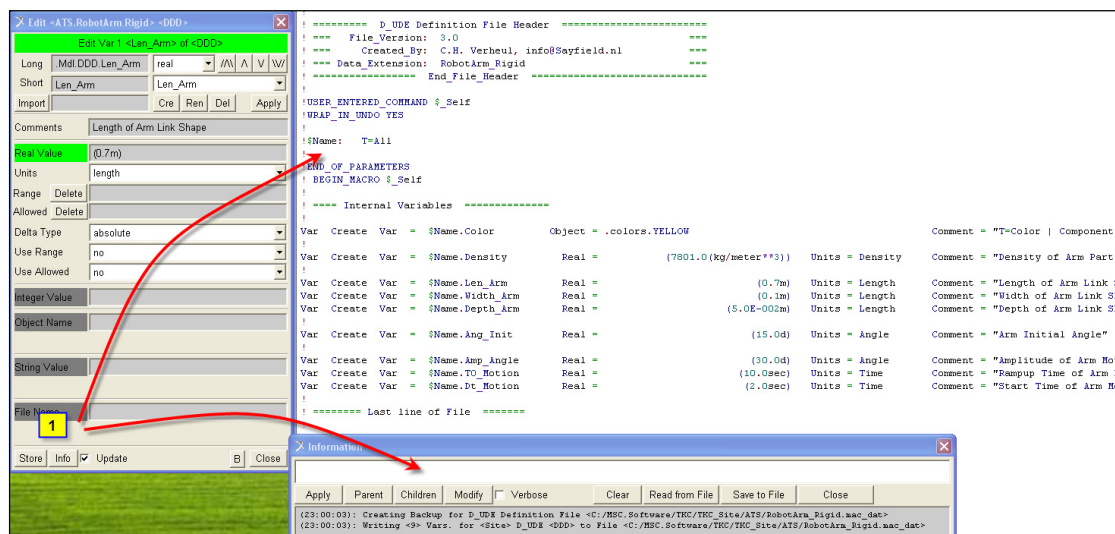 Edit <ATS.RobotArm Rigid> <DDD>
Edit Var 1 <Len_Arm> of <DDD>
Long .Mdl.DDD.Len_Arm real /\/\ /\ V \\//
Short Len_Arm Len_Arm
Import Cre Ren Del Apply
Comments Length of Arm Link Shape
Real Value (0.7m)
Units length
Range Delete
Allowed Delete
Delta Type absolute
Use Range no
Use Allowed no
Integer Value
Object Name
String Value
File Name
1
Store Info Update B Close
! ========= D_UDE Definition File Header ========================
! === File_Version: 3.0 ===
! === Created_By: C.H. Verheul, info@Sayfield.nl ===
! === Data_Extension: RobotArm_Rigid ===
! ================= End_File_Header =============================
!
!USER_ENTERED_COMMAND $_Self
!WRAP_IN_UNDO YES
!
!$Name: T=All
!
!END_OF_PARAMETERS
! BEGIN_MACRO $_Self
!
! ==== Internal Variables ==============
!
Var Create Var = $Name.Color Object = .colors.YELLOW Comment = "T=Color | Component
!
Var Create Var = $Name.Density Real = (7801.0(kg/meter**3)) Units = Density Comment = "Density of Arm Part
!
Var Create Var = $Name.Len_Arm Real = (0.7m) Units = Length Comment = "Length of Arm Link
Var Create Var = $Name.Width_Arm Real = (0.1m) Units = Length Comment = "Width of Arm Link
Var Create Var = $Name.Depth_Arm Real = (5.0E-002m) Units = Length Comment = "Depth of Arm Link
!
Var Create Var = $Name.Ang_Init Real = (15.0d) Units = Angle Comment = "Arm Initial Angle"
!
Var Create Var = $Name.Amp_Angle Real = (30.0d) Units = Angle Comment = "Amplitude of Arm
Var Create Var = $Name.T0_Motion Real = (10.0sec) Units = Time Comment = "Rampup Time of Arm
Var Create Var = $Name.Dt_Motion Real = (2.0sec) Units = Time Comment = "Start Time of Arm
!
! ======== Last line of File =======
Information
Apply Parent Children Modify Verbose Clear Read from File Save to File Close
(23:00:03): Creating Backup for D_UDE Definition File <C:/MSC.Software/TKC/TKC_Site/ATS/RobotArm_Rigid.mac_dat>
(23:00:03): Writing <9> Vars. for <Site> D_UDE <DDD> to File <C:/MSC.Software/TKC/TKC_Site/ATS/RobotArm_Rigid.mac_dat>